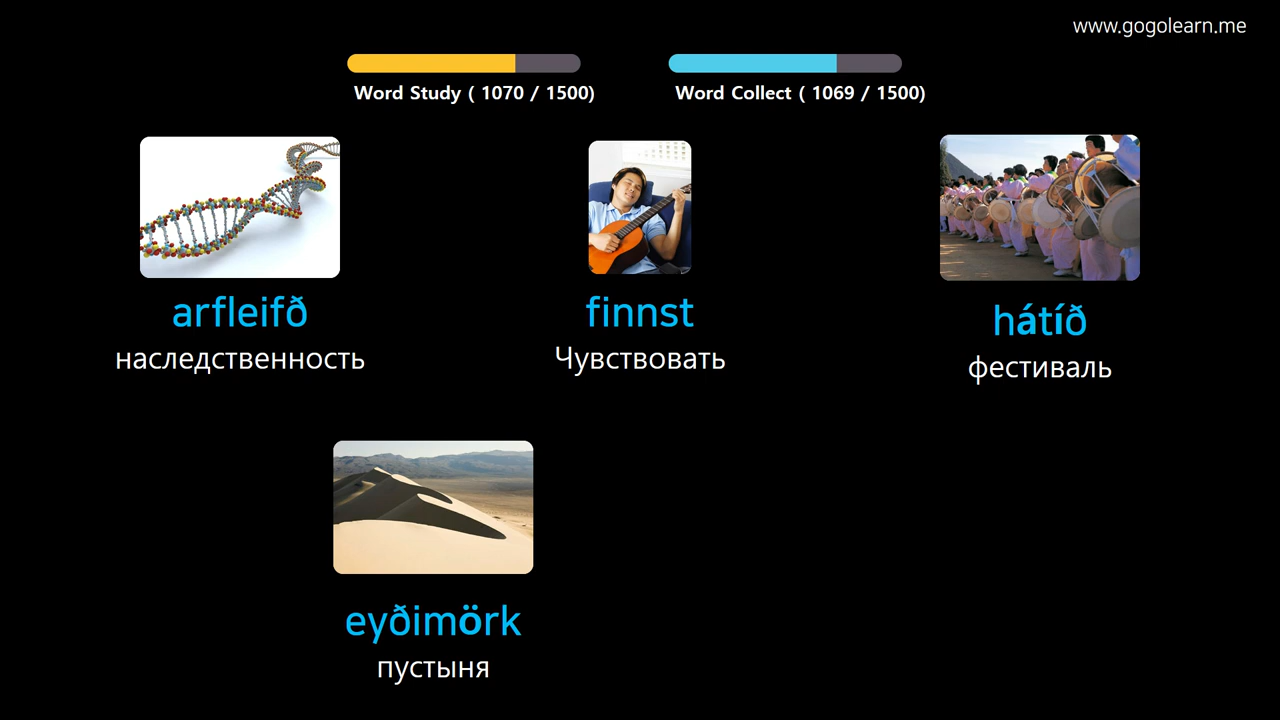 www.gogolearn.me
Word Study ( 1070 / 1500)
Word Collect ( 1069 / 1500)
arfleifð
наследственность
finnst
Чувствовать
hátíð
фестиваль
eyðimörk
пустыня